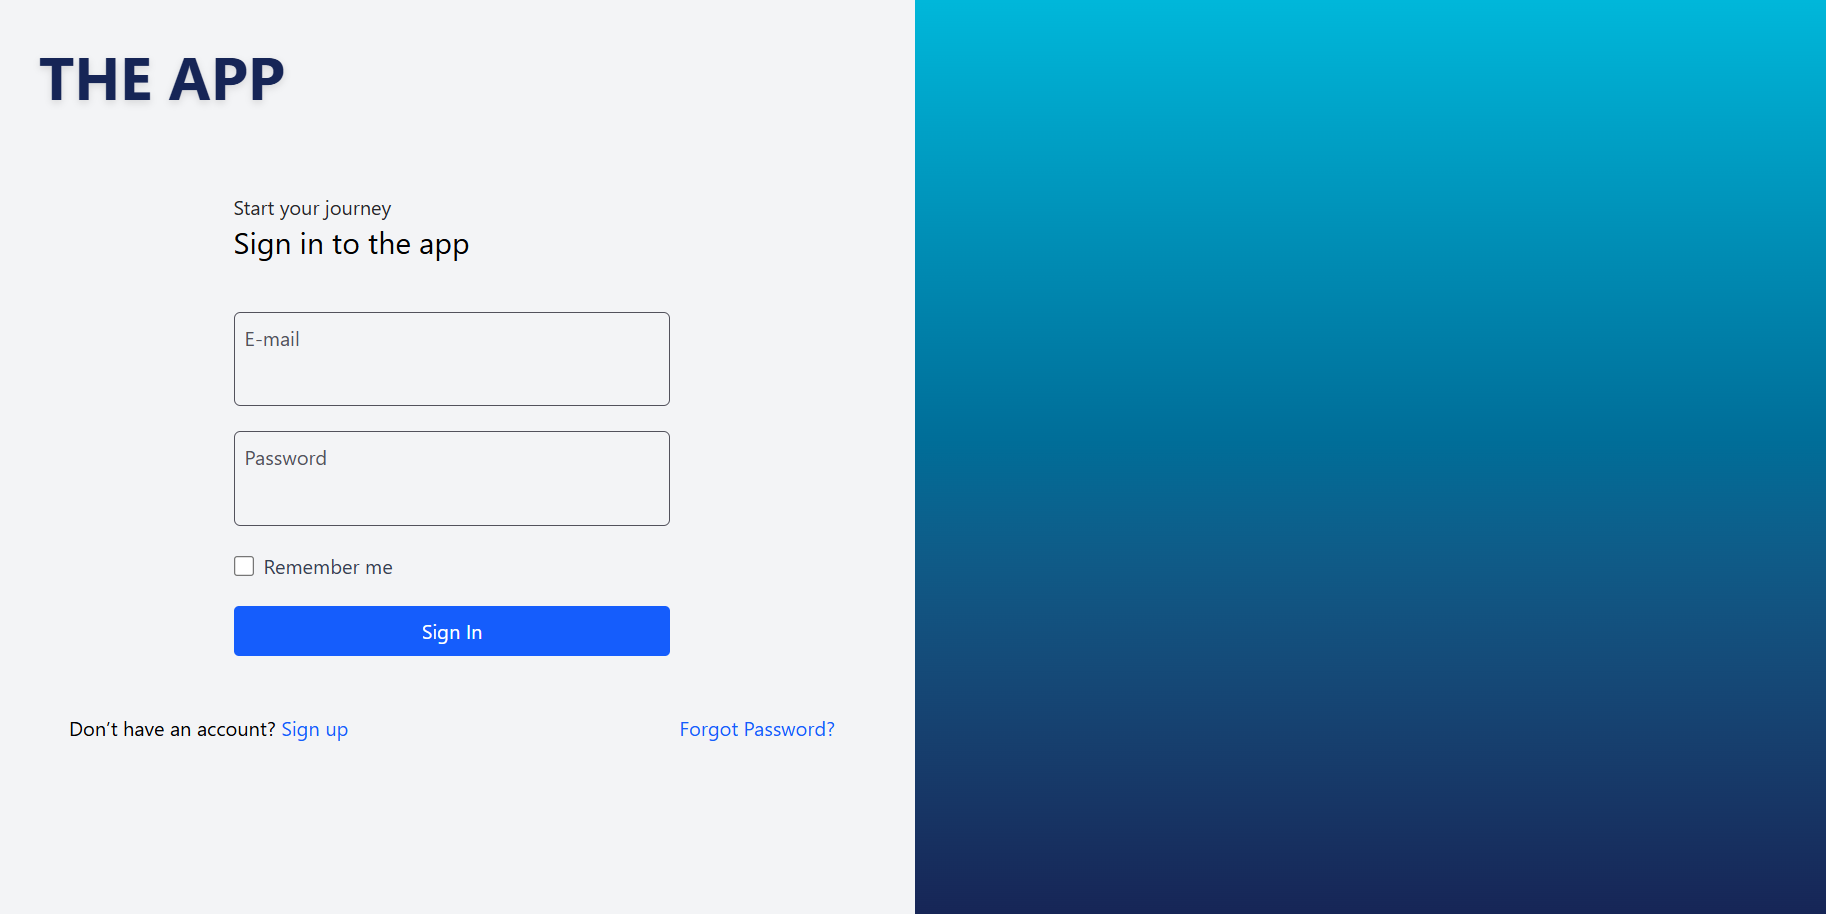 THE APP
Start your journey
Sign in to the app
E-mail
Password
Remember me
Sign In
Don’t have an account? Sign up
Forgot Password?